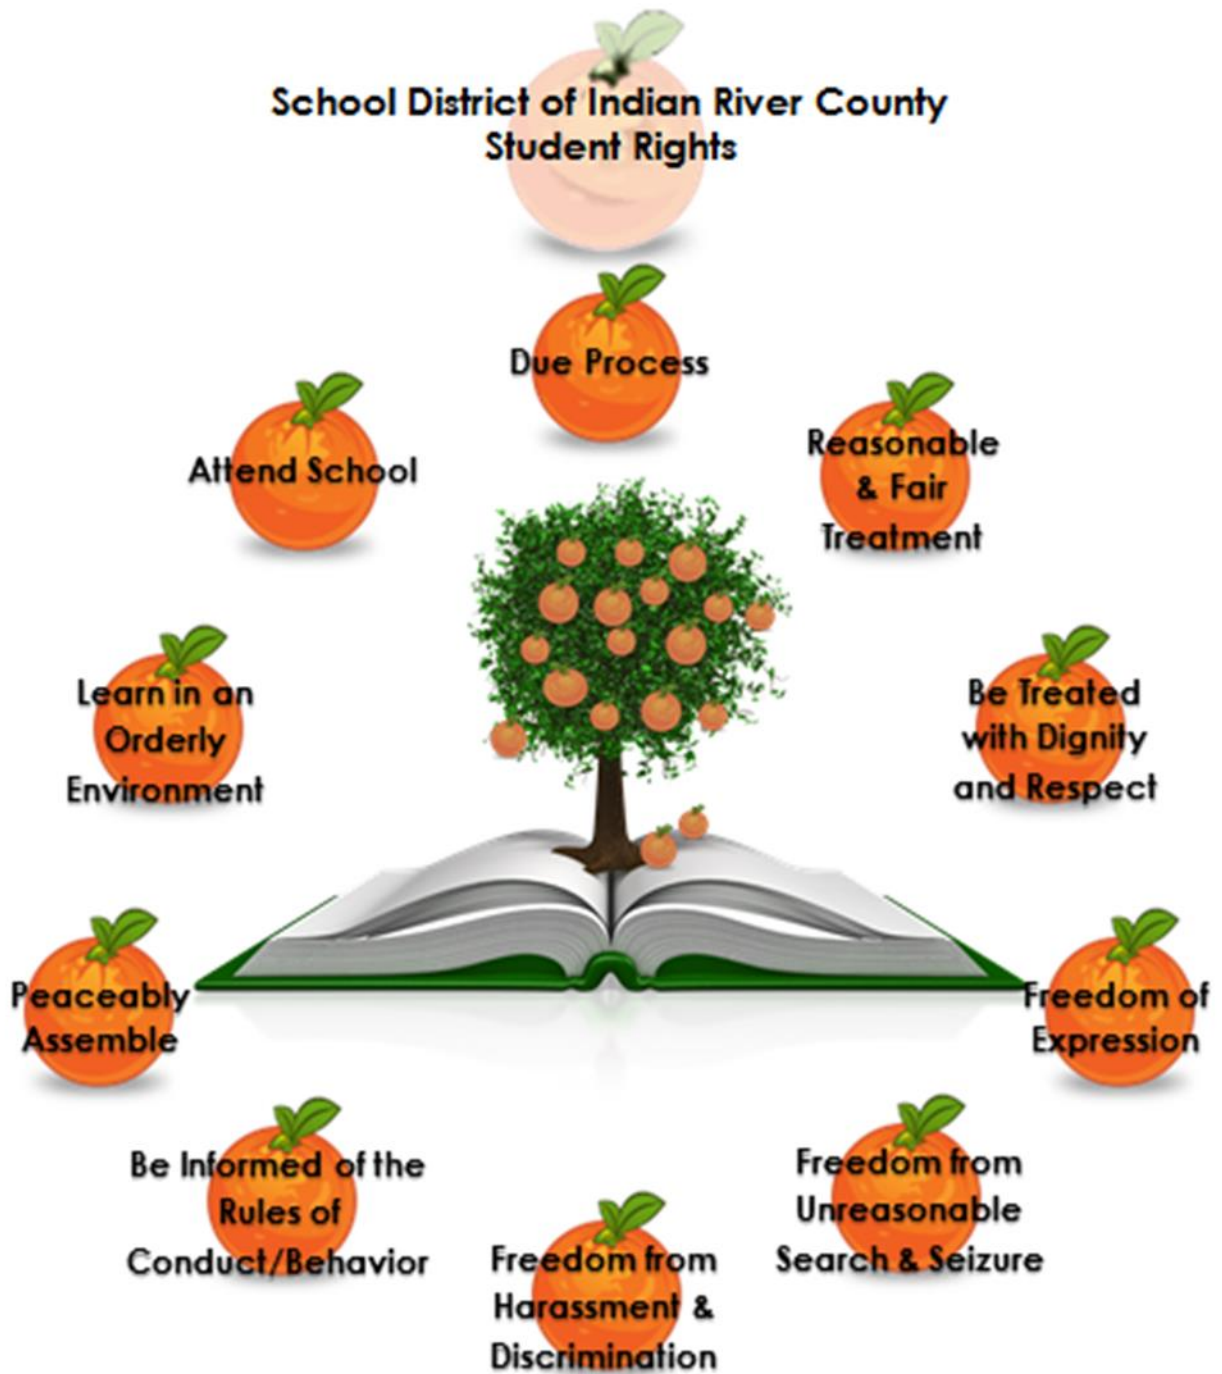 School District of Indian River County
Student Rights
Due Process
Reasonable
& Fair
Treatment
Be Treated
with Dignity
and Respect
Freedom of
Expression
Freedom from
Unreasonable
Search & Seizure
Freedom from
Harassment &
Discrimination
Be Informed of the
Rules of
Conduct/Behavior
Peaceably
Assemble
Learn in an
Orderly
Environment
Attend School